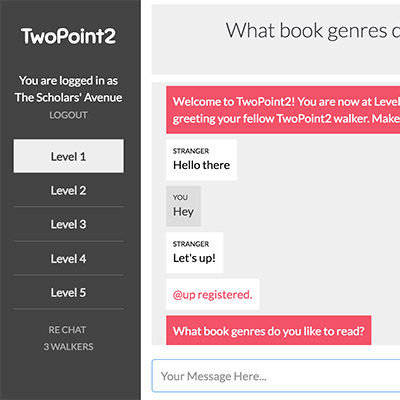 TwoPoint2
You are logged in as
The Scholars' Avenue
LOGOUT
Level 1
Level 2
Level 3
Level 4
Level 5
RE CHAT
3 WALKERS
What book genres d
Welcome to TwoPoint2! You are now at Level
greeting your fellow TwoPoint2 walker. Make
STRANGER
Hello there
YOU
Hey
STRANGER
Let's up!
@up registered.
What book genres do you like to read?
Your Message Here...